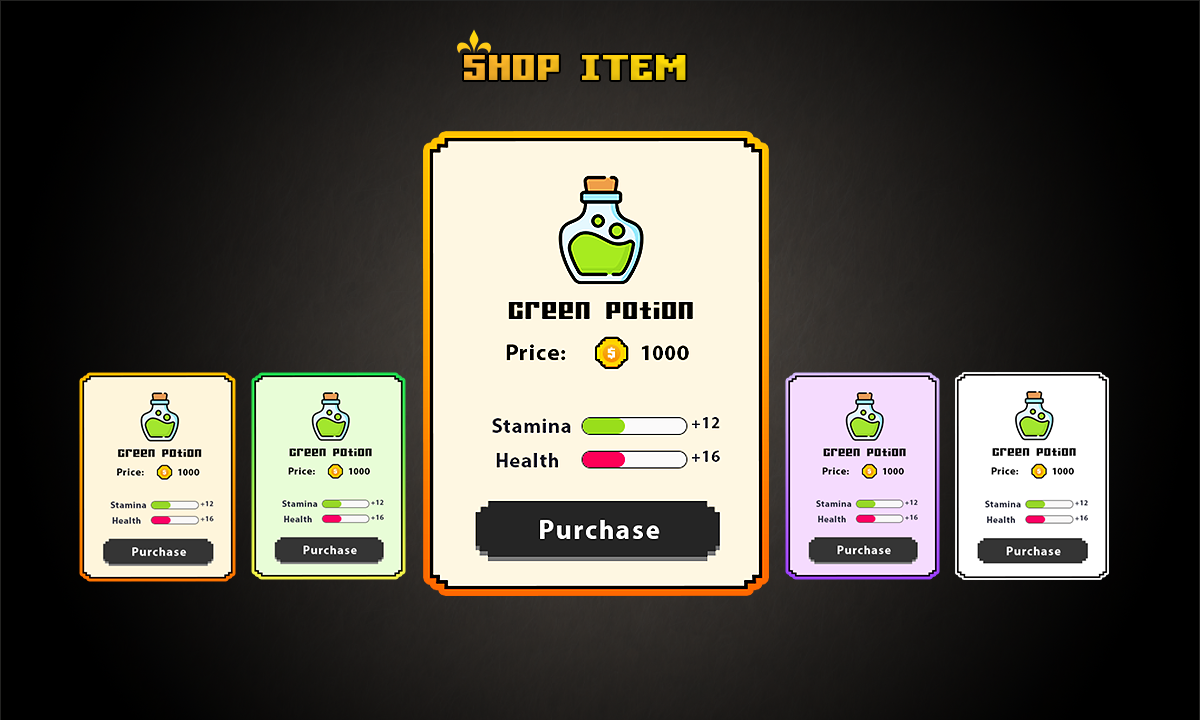 SHOP ITEM
Green Potion
Price: $ 1000
Stamina +12
Health +16
Purchase
Green Potion
Price: $ 1000
Stamina +12
Health +16
Purchase
Green Potion
Price: $ 1000
Stamina +12
Health +16
Purchase
Green Potion
Price: $ 1000
Stamina +12
Health +16
Purchase
Green Potion
Price: $ 1000
Stamina +12
Health +16
Purchase